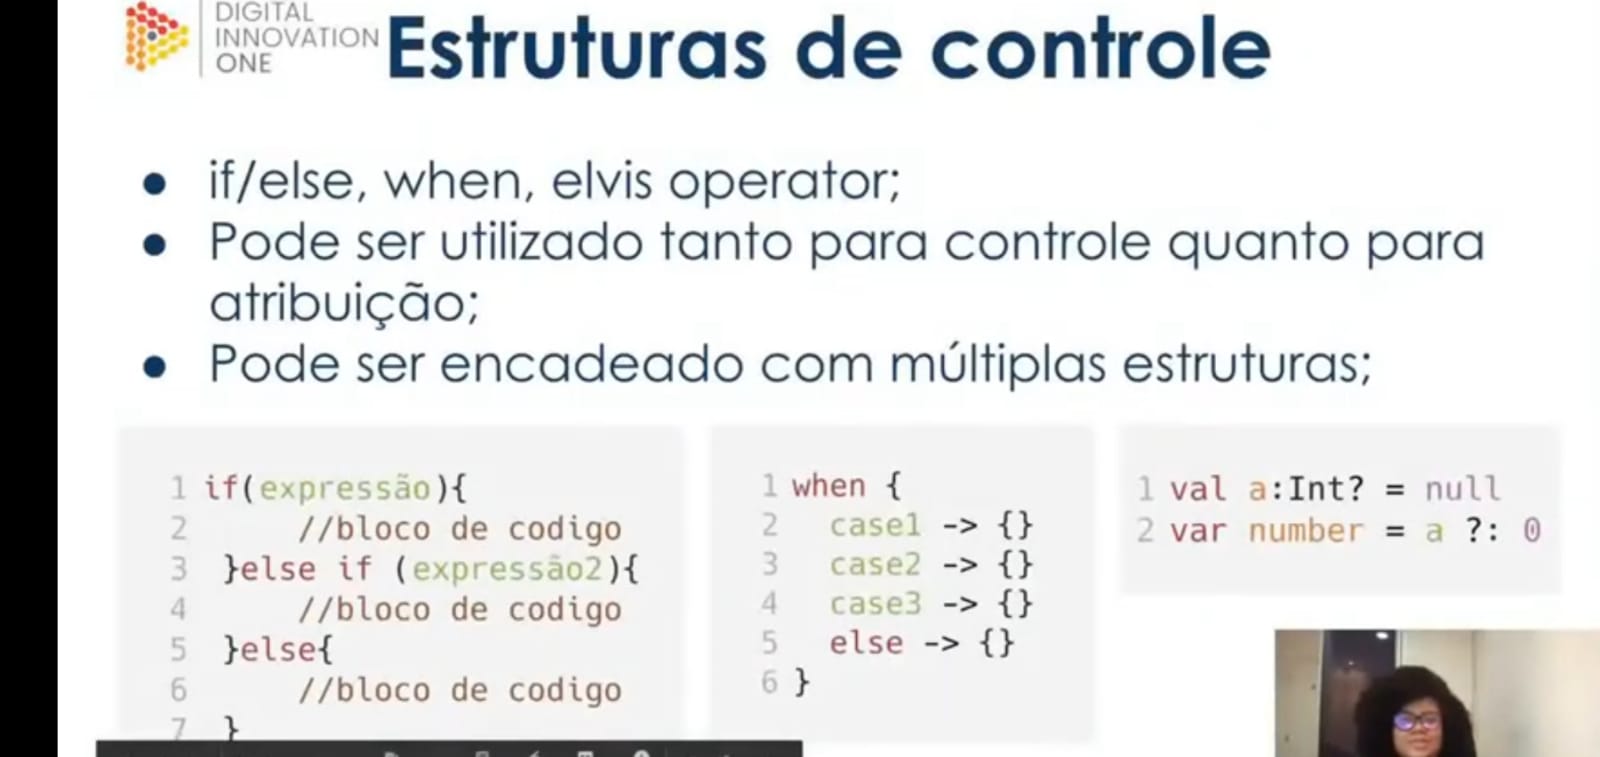 DIGITAL
INNOVATION
ONE
Estruturas de controle
● if/else, when, elvis operator;
● Pode ser utilizado tanto para controle quanto para
atribuição;
● Pode ser encadeado com múltiplas estruturas;
1 if(expressão){
2 //bloco de codigo
3 }else if (expressão2){
4 //bloco de codigo
5 }else{
6 //bloco de codigo
7 }
1 when {
2 case1 -> {}
3 case2 -> {}
4 case3 -> {}
5 else -> {}
6 }
1 val a:Int? = null
2 var number = a ?: 0